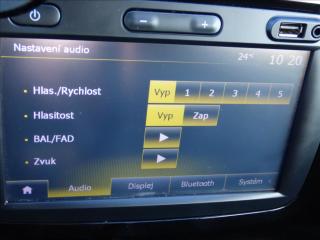 Nastavení audio
24°C 10 20
Hlas./Rychlost Vyp 1 2 3 4 5
Hlasitost Vyp Zap
BAL/FAD
Zvuk
Audio Displej Bluetooth Systém